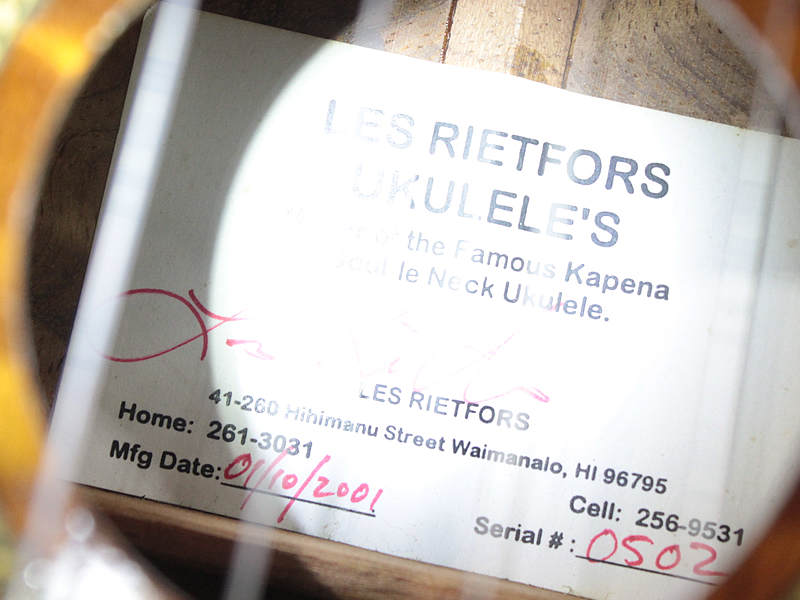 LES RIETFORS
UKULELE'S
of the Famous Kapena
le Neck Ukulele.
LES RIETFORS
41-260 Hihimanu Street Waimanalo, HI 96795
Home: 261-3031
Cell: 256-9531
Mfg Date: 01/10/2001
Serial #: 0502